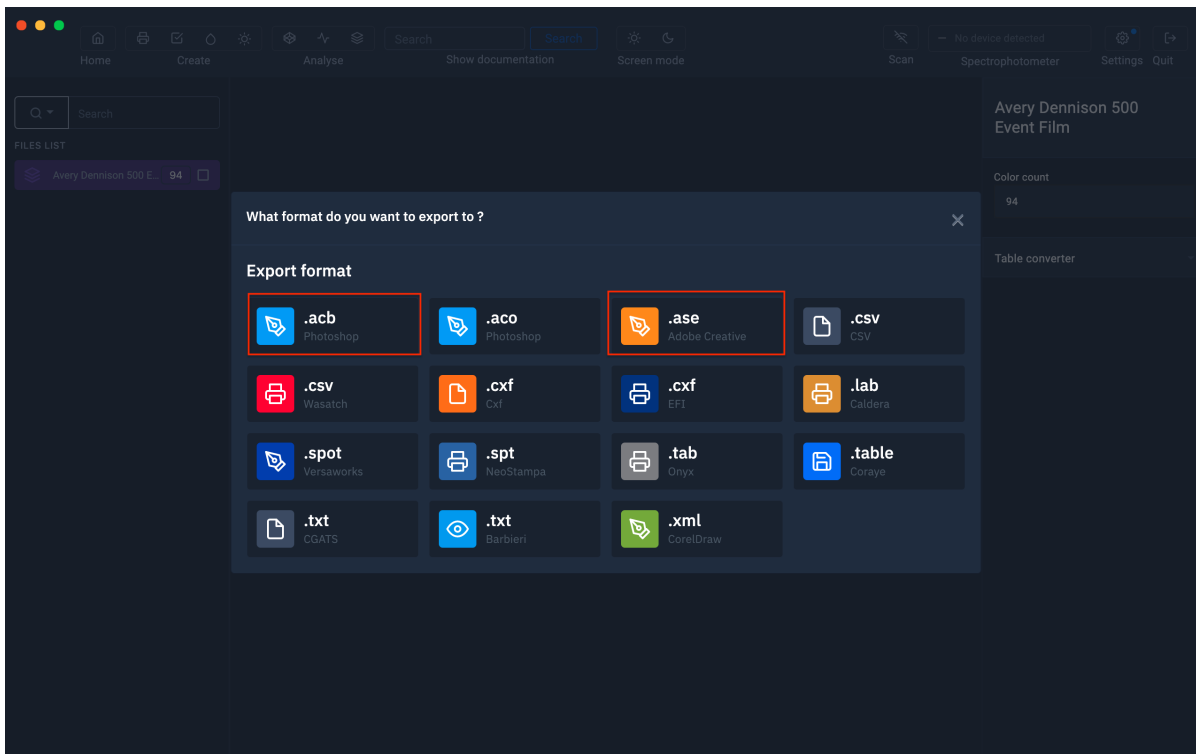 Home
Create
Analyse
Search
Search
Show documentation
Screen mode
Scan
No device detected
Spectrophotometer
Settings
Quit
Search
FILES LIST
Avery Dennison 500 E... 94
Avery Dennison 500
Event Film
Color count
94
Table converter
What format do you want to export to ?
Export format
.acb
Photoshop
.aco
Photoshop
.ase
Adobe Creative
.csv
CSV
.csv
Wasatch
.cxf
Cxf
.cxf
EFI
.lab
Caldera
.spot
Versaworks
.spt
NeoStampa
.tab
Onyx
.table
Coraye
.txt
CGATS
.txt
Barbieri
.xml
CorelDraw